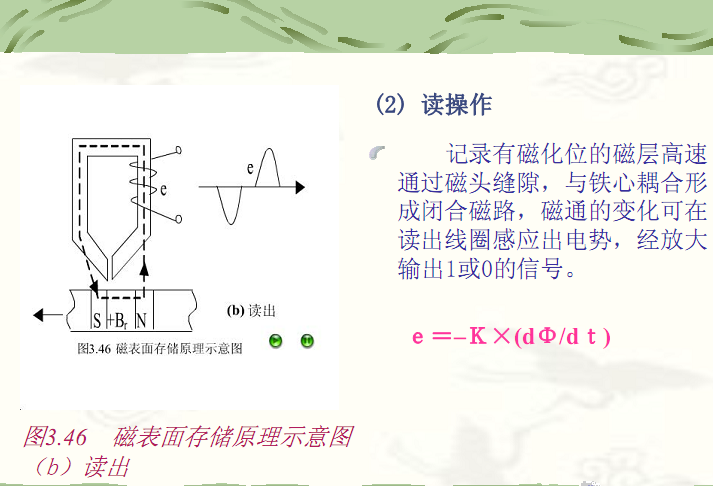 (2) 读操作
记录有磁化位的磁层高速
通过磁头缝隙，与铁心耦合形
成闭合磁路，磁通的变化可在
读出线圈感应出电势，经放大
输出1或0的信号。
e＝–K×(dΦ/dt)
e
e
S +Br N
(b) 读出
图3.46 磁表面存储原理示意图
图3.46 磁表面存储原理示意图
（b）读出